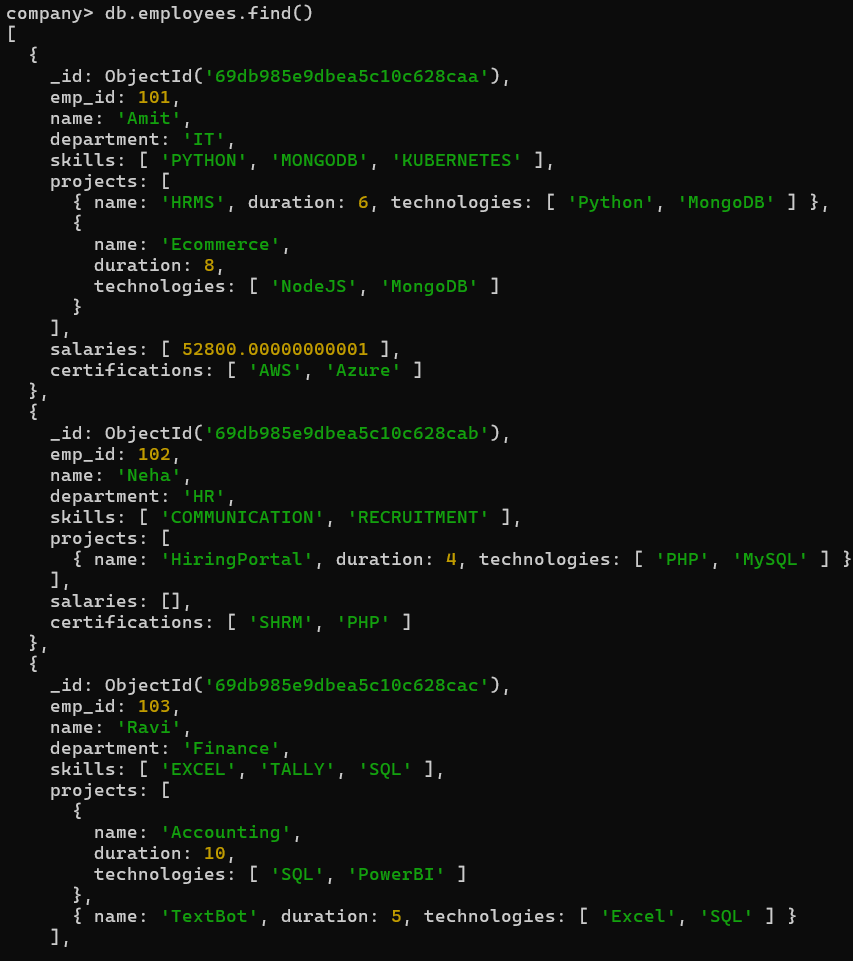 company> db.employees.find()
[
  {
    _id: ObjectId('69db985e9dbea5c10c628caa'),
    emp_id: 101,
    name: 'Amit',
    department: 'IT',
    skills: [ 'PYTHON', 'MONGODB', 'KUBERNETES' ],
    projects: [
      { name: 'HRMS', duration: 6, technologies: [ 'Python', 'MongoDB' ] },
      {
        name: 'Ecommerce',
        duration: 8,
        technologies: [ 'NodeJS', 'MongoDB' ]
      }
    ],
    salaries: [ 52800.00000000001 ],
    certifications: [ 'AWS', 'Azure' ]
  },
  {
    _id: ObjectId('69db985e9dbea5c10c628cab'),
    emp_id: 102,
    name: 'Neha',
    department: 'HR',
    skills: [ 'COMMUNICATION', 'RECRUITMENT' ],
    projects: [
      { name: 'HiringPortal', duration: 4, technologies: [ 'PHP', 'MySQL' ] }
    ],
    salaries: [],
    certifications: [ 'SHRM', 'PHP' ]
  },
  {
    _id: ObjectId('69db985e9dbea5c10c628cac'),
    emp_id: 103,
    name: 'Ravi',
    department: 'Finance',
    skills: [ 'EXCEL', 'TALLY', 'SQL' ],
    projects: [
      {
        name: 'Accounting',
        duration: 10,
        technologies: [ 'SQL', 'PowerBI' ]
      },
      { name: 'TextBot', duration: 5, technologies: [ 'Excel', 'SQL' ] }
    ],